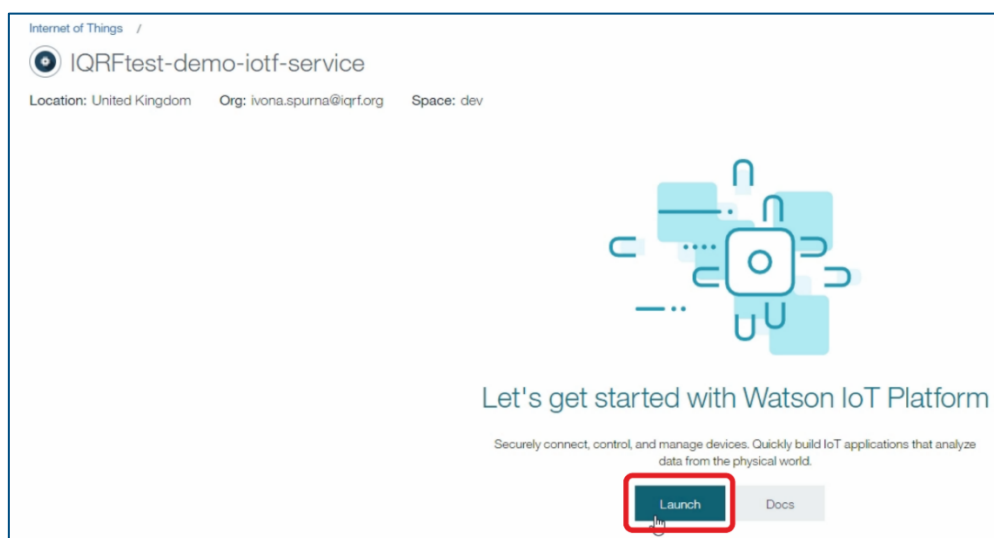 Internet of Things /
IQRFtest-demo-iotf-service
Location: United Kingdom Org: ivona.spurna@iqrf.org Space: dev
Let's get started with Watson IoT Platform
Securely connect, control, and manage devices. Quickly build IoT applications that analyze
data from the physical world.
Launch Docs